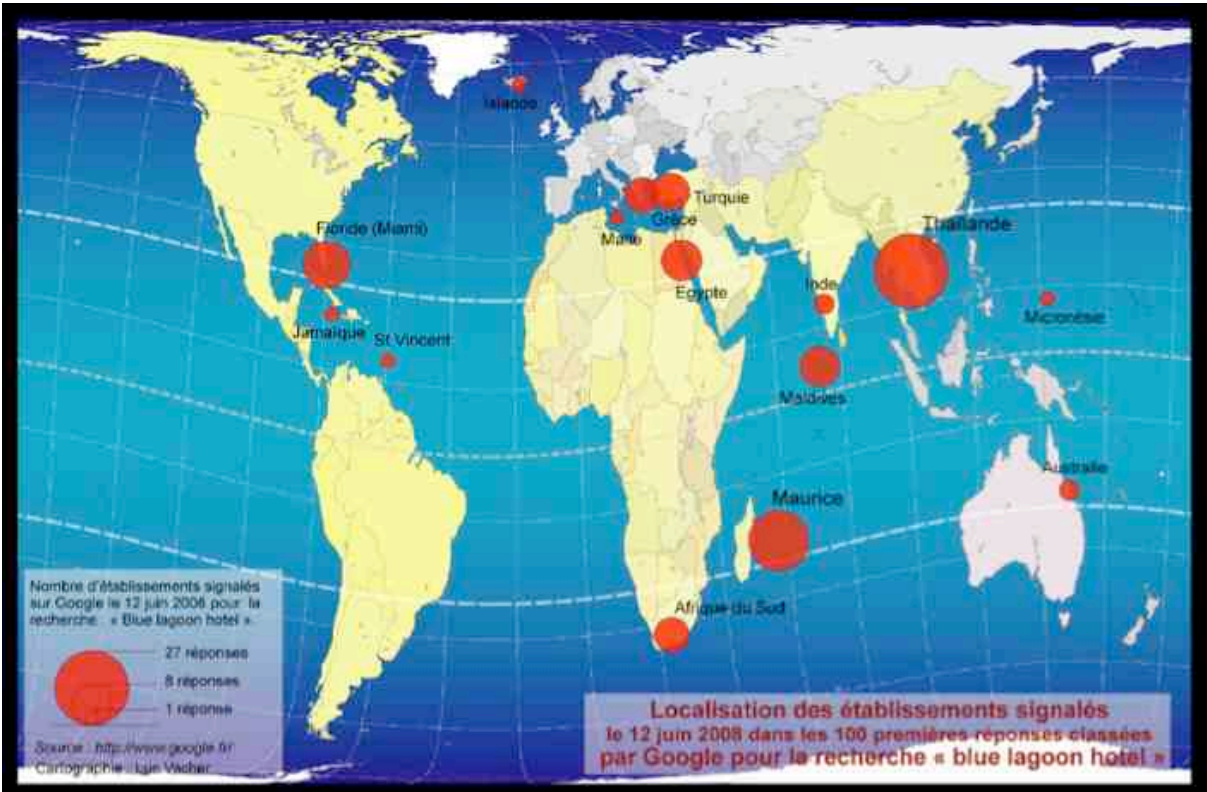 Islande
Turquie
Grèce
Malte
Floride (Miami)
Thaïlande
Egypte
Inde
Jamaïque
St Vincent
Micronésie
Maldives
Australie
Maurice
Afrique du Sud
Nombre d'établissements signalés
sur Google le 12 juin 2008 pour la
recherche « Blue lagoon hotel ».
27 réponses
8 réponses
1 réponse
Source : http://www.google.fr/
Cartographie : Luc Vacher
Localisation des établissements signalés
le 12 juin 2008 dans les 100 premières réponses classées
par Google pour la recherche « blue lagoon hotel »